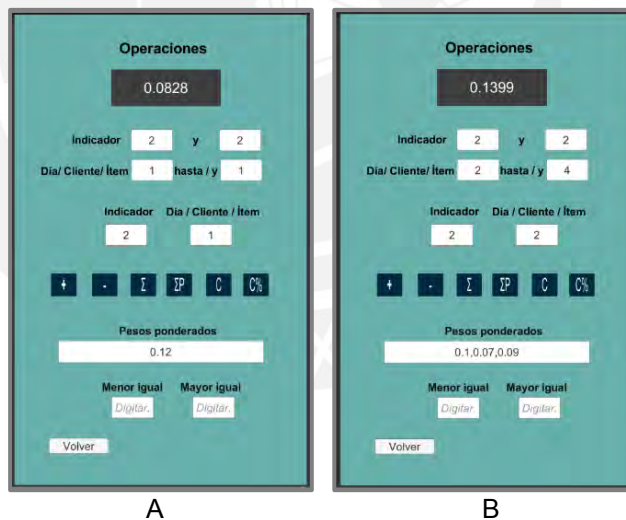 Operaciones
0.0828
Indicador 2 y 2
Día/ Cliente/ Ítem 1 hasta / y 1
Indicador Día / Cliente / Ítem
2 1
+ - Σ ΣP C C%
Pesos ponderados
0.12
Menor igual Mayor igual
Digitar. Digitar.
Volver
A
Operaciones
0.1399
Indicador 2 y 2
Día/ Cliente/ Ítem 2 hasta / y 4
Indicador Día / Cliente / Ítem
2 2
+ - Σ ΣP C C%
Pesos ponderados
0.1,0.07,0.09
Menor igual Mayor igual
Digitar. Digitar.
Volver
B